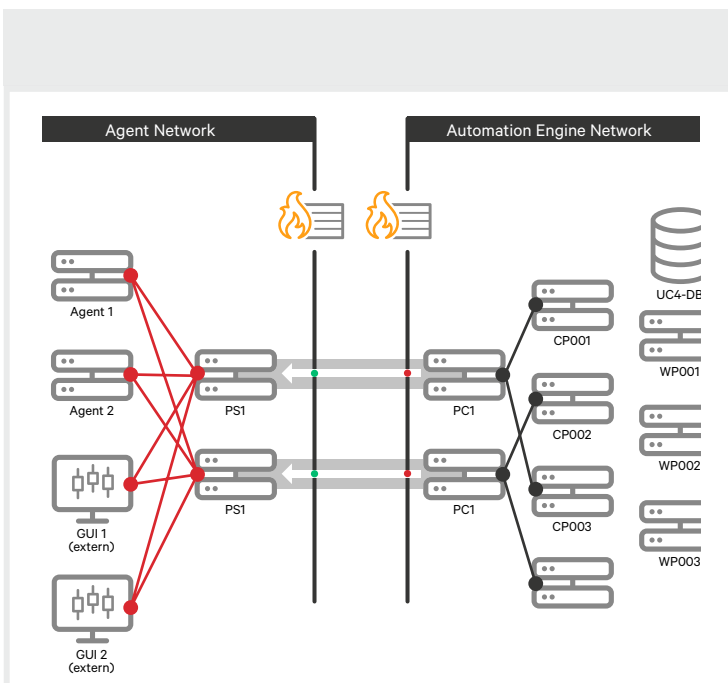 Agent Network
Automation Engine Network
Agent 1
Agent 2
GUI 1
(extern)
GUI 2
(extern)
PS1
PS1
PC1
PC1
CP001
CP002
CP003
UC4-DB
WP001
WP002
WP003